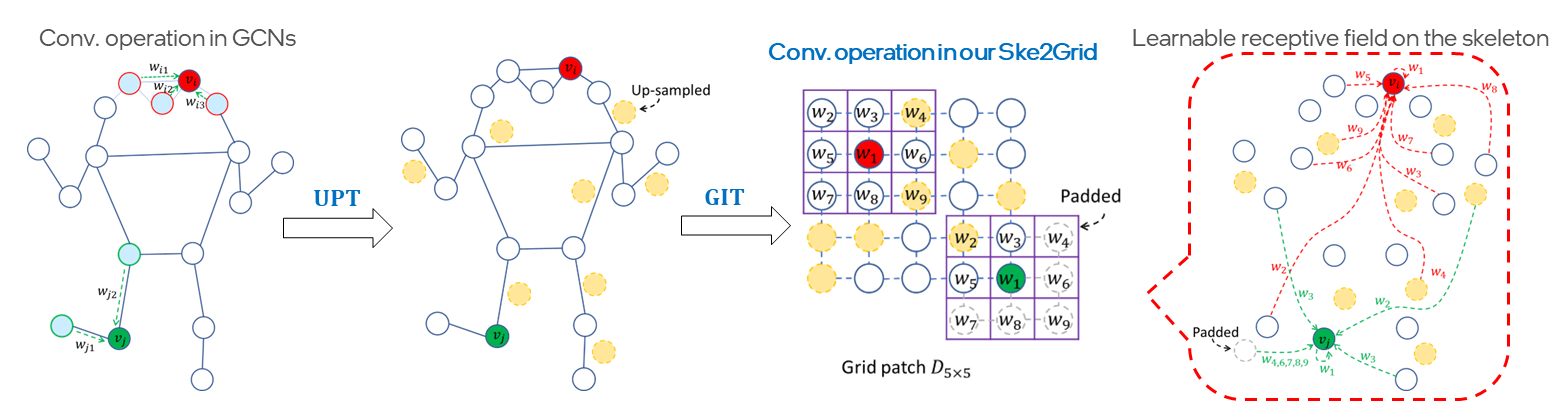 Conv. operation in GCNs
w_{i1}
w_{i2}
w_{i3}
v_i
w_{j2}
w_{j1}
v_j
UPT
v_i
Up-sampled
v_j
GIT
Conv. operation in our Ske2Grid
w_2 w_3 w_4
w_5 w_1 w_6
w_7 w_8 w_9
Padded
w_2 w_3 w_4
w_5 w_1 w_6
w_7 w_8 w_9
Grid patch D_{5×5}
Learnable receptive field on the skeleton
w_5
v_i
w_1
w_8
w_9
w_7
w_6
w_3
w_2
w_4
w_3
w_2
Padded
v_j
w_{4,6,7,8,9}
w_1
w_3